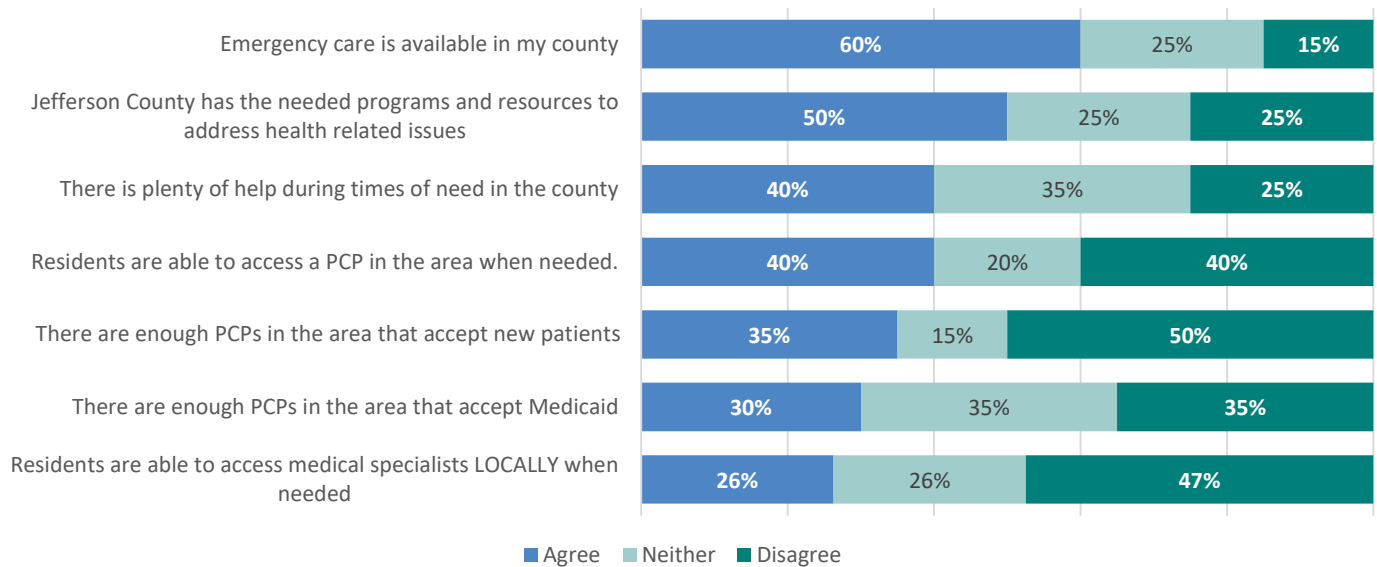 Emergency care is available in my county
60% 25% 15%
Jefferson County has the needed programs and resources to
address health related issues
50% 25% 25%
There is plenty of help during times of need in the county
40% 35% 25%
Residents are able to access a PCP in the area when needed.
40% 20% 40%
There are enough PCPs in the area that accept new patients
35% 15% 50%
There are enough PCPs in the area that accept Medicaid
30% 35% 35%
Residents are able to access medical specialists LOCALLY when
needed
26% 26% 47%
Agree Neither Disagree